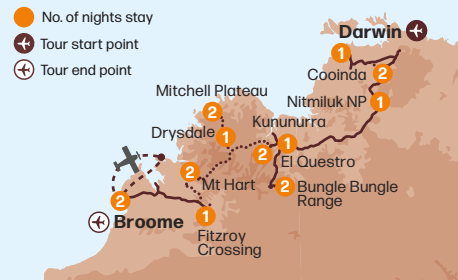 No. of nights stay
Tour start point
Tour end point
Darwin
1
Cooinda
2
Mitchell Plateau
2
Nitmiluk NP
1
Kununurra
Drysdale
1
1
2
El Questro
2
Mt Hart
2
Bungle Bungle
Range
2
Broome
1
Fitzroy
Crossing